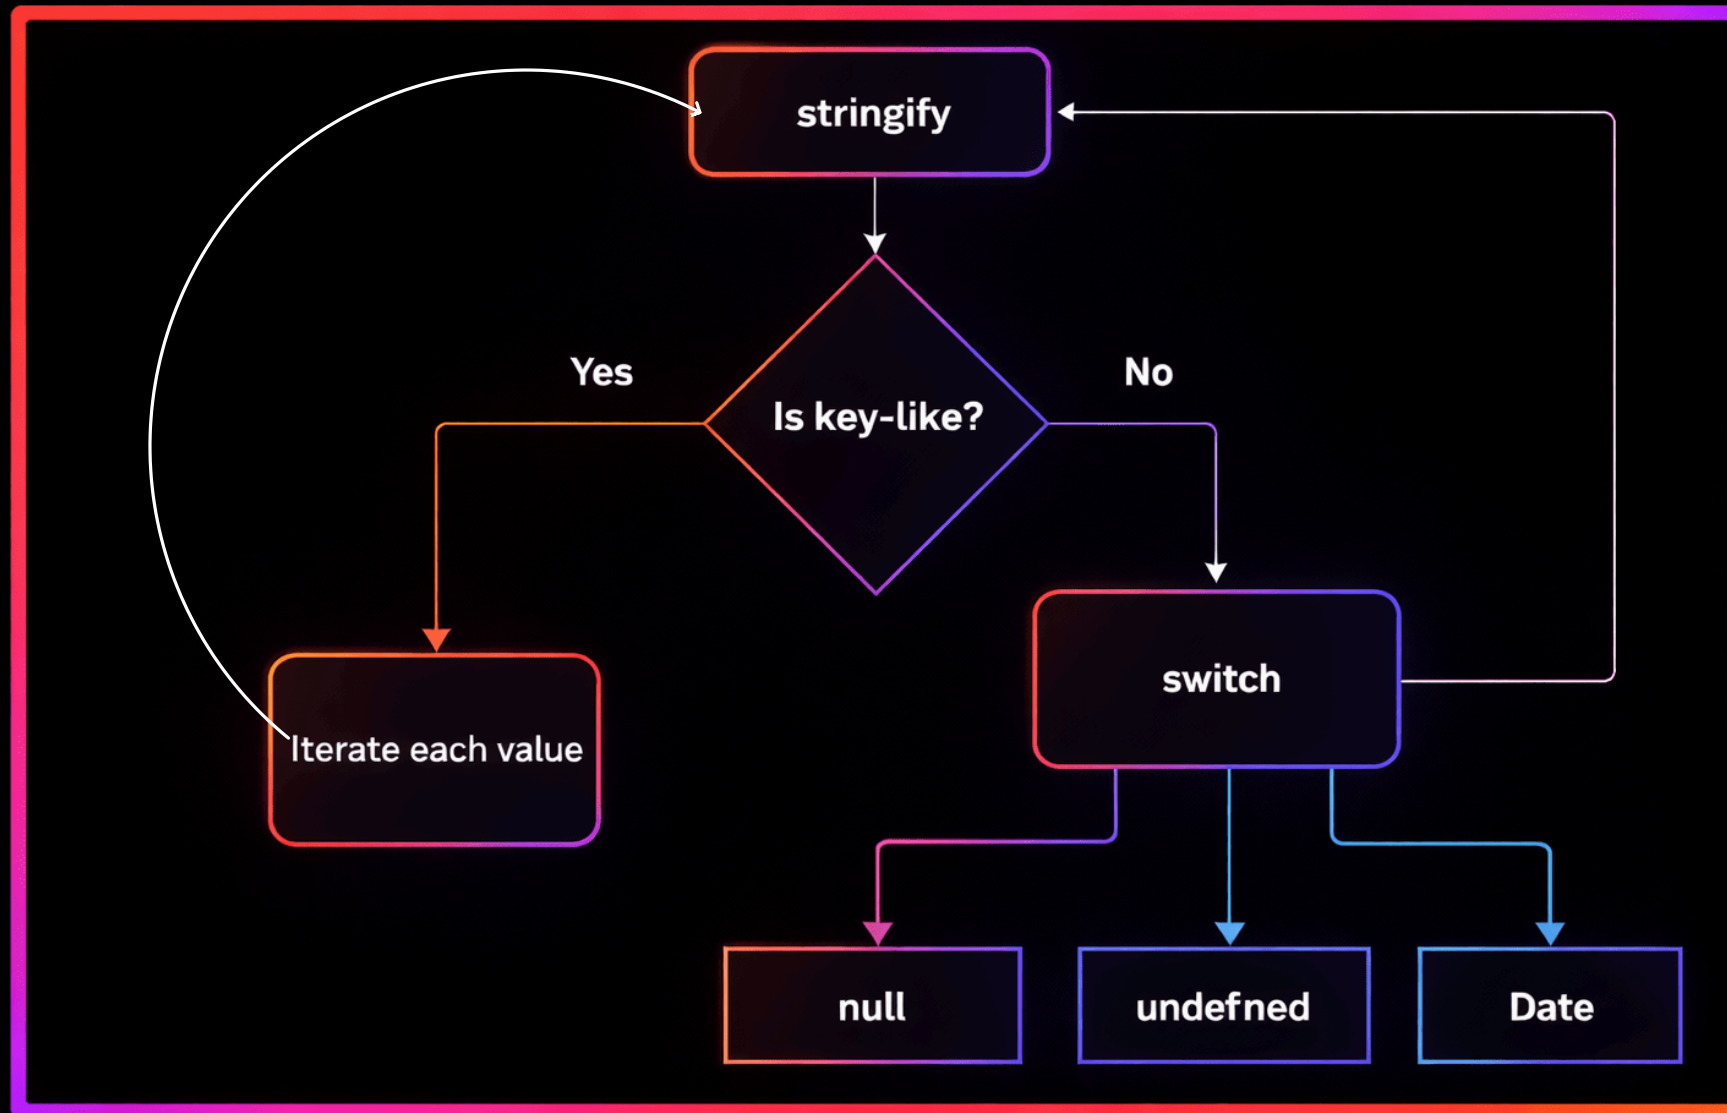 stringify
Yes
No
Is key-like?
switch
Iterate each value
null
undefned
Date